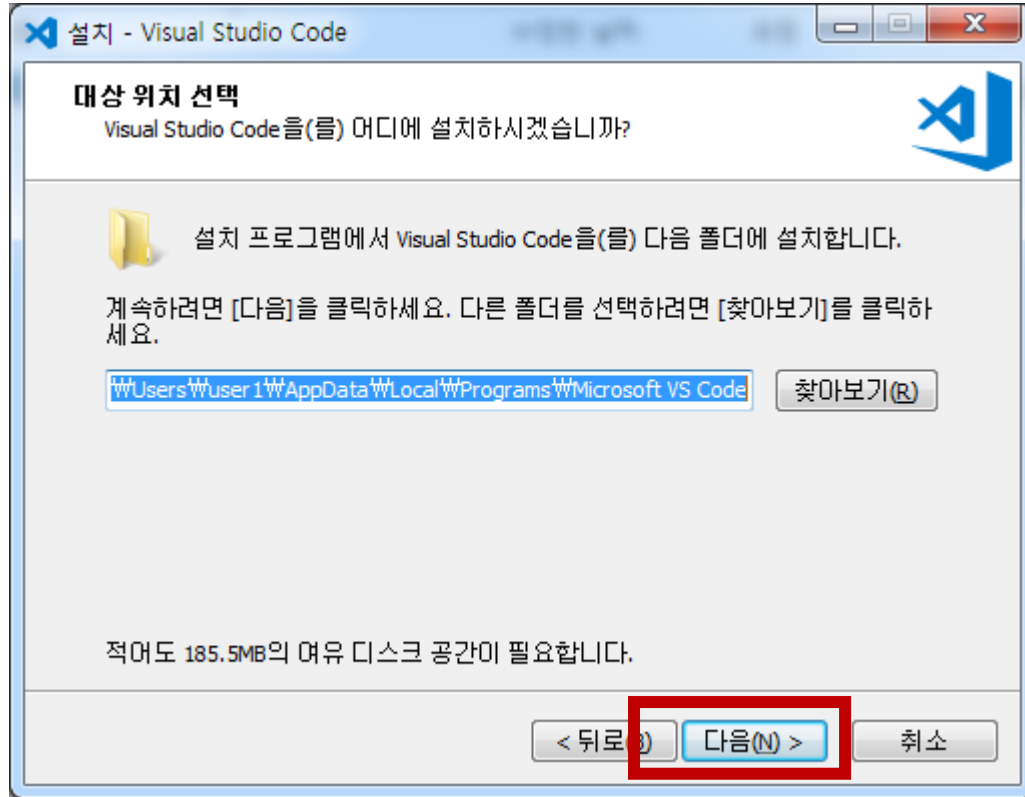 설치 - Visual Studio Code
대상 위치 선택
Visual Studio Code을(를) 어디에 설치하시겠습니까?
설치 프로그램에서 Visual Studio Code을(를) 다음 폴더에 설치합니다.
계속하려면 [다음]을 클릭하세요. 다른 폴더를 선택하려면 [찾아보기]를 클릭하
세요.
₩Users₩user1₩AppData₩Local₩Programs₩Microsoft VS Code 찾아보기(R)
적어도 185.5MB의 여유 디스크 공간이 필요합니다.
< 뒤로(B) 다음(N) > 취소